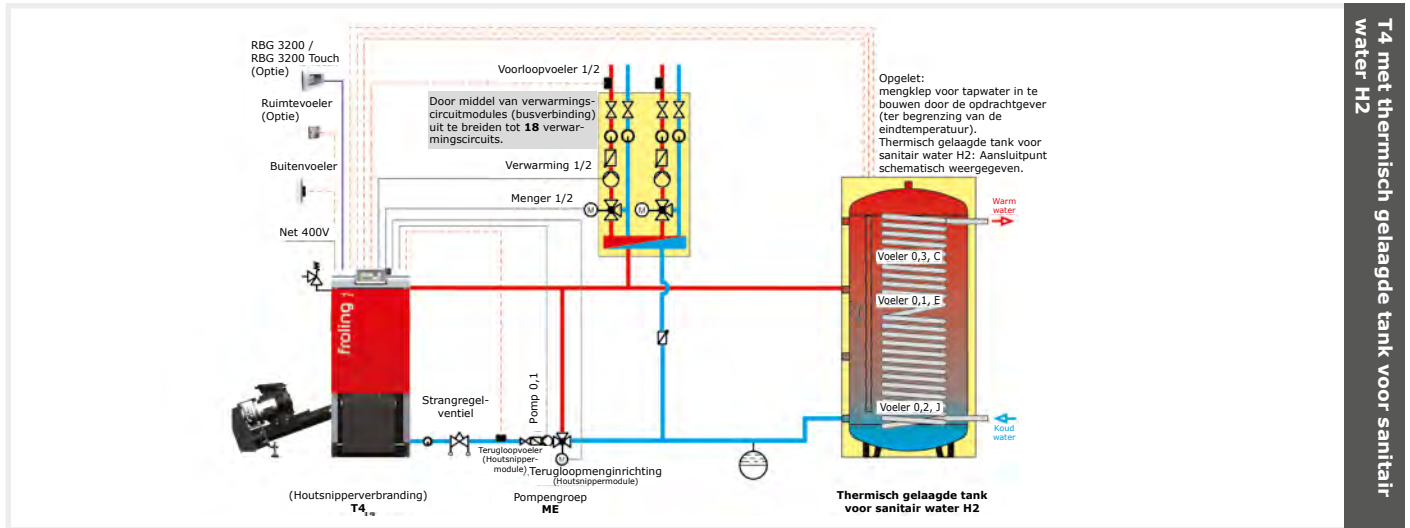 T4 met thermisch gelaagde tank voor sanitair
water H2
RBG 3200 /
RBG 3200 Touch
(Optie)
Ruimtevoeler
(Optie)
Buitenvoeler
Net 400V
Voorloopvoeler 1/2
Door middel van verwarmings-
circuitmodules (busverbinding)
uit te breiden tot 18 verwar-
mingscircuits.
Verwarming 1/2
Menger 1/2
M
M
Opgelet:
mengklep voor tapwater in te
bouwen door de opdrachtgever
(ter begrenzing van de
eindtemperatuur).
Thermisch gelaagde tank voor
sanitair water H2: Aansluitpunt
schematisch weergegeven.
Warm
water
Voeler 0,3, C
Voeler 0,1, E
Voeler 0,2, J
Koud
water
froling
Strangregel-
ventiel
Pomp 0,1
Terugloopvoeler
(Houtsnipper-
module)
M
Terugloopmenginrichting
(Houtsnippermodule)
(Houtsnipperverbranding)
T4
Pompengroep
ME
Thermisch gelaagde tank
voor sanitair water H2